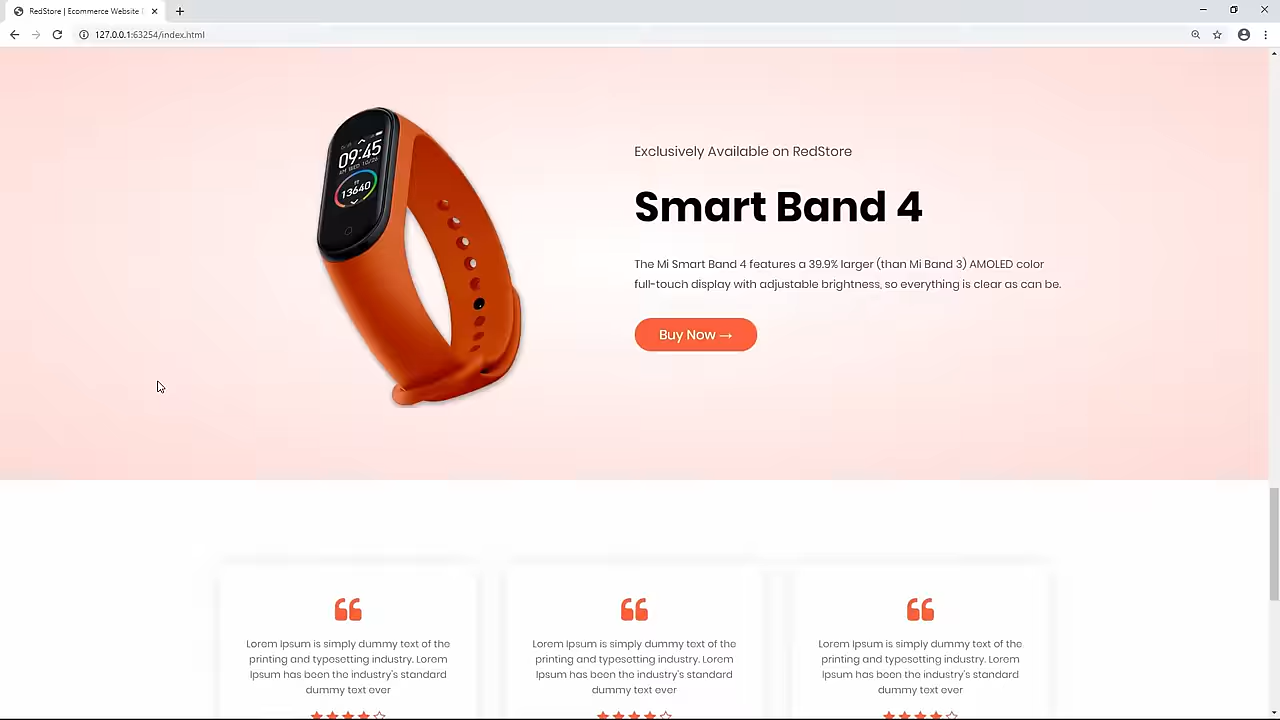 RedStore | Ecommerce Website
127.0.0.1:63254/index.html
09:45
13640
Exclusively Available on RedStore
Smart Band 4
The Mi Smart Band 4 features a 39.9% larger (than Mi Band 3) AMOLED color
full-touch display with adjustable brightness, so everything is clear as can be.
Buy Now →
Lorem Ipsum is simply dummy text of the
printing and typesetting industry. Lorem
Ipsum has been the industry's standard
dummy text ever
Lorem Ipsum is simply dummy text of the
printing and typesetting industry. Lorem
Ipsum has been the industry's standard
dummy text ever
Lorem Ipsum is simply dummy text of the
printing and typesetting industry. Lorem
Ipsum has been the industry's standard
dummy text ever